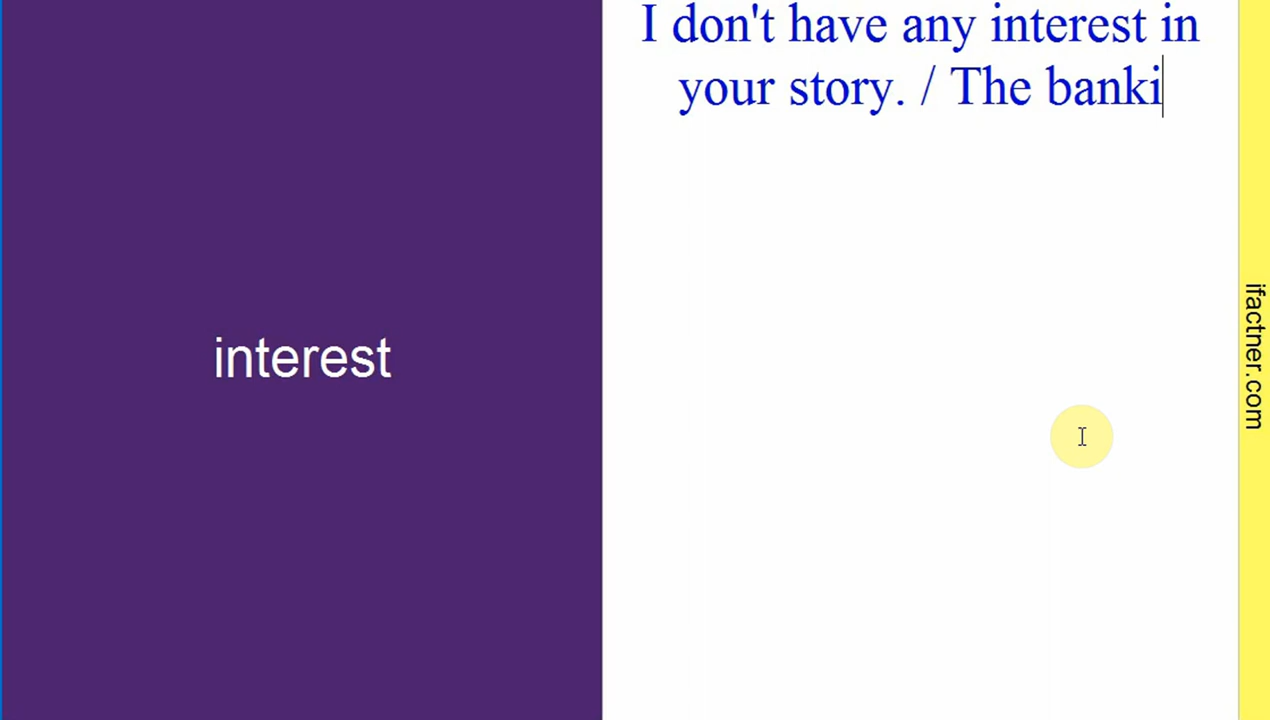 interest
I don't have any interest in
your story. / The banki
ifactner.com